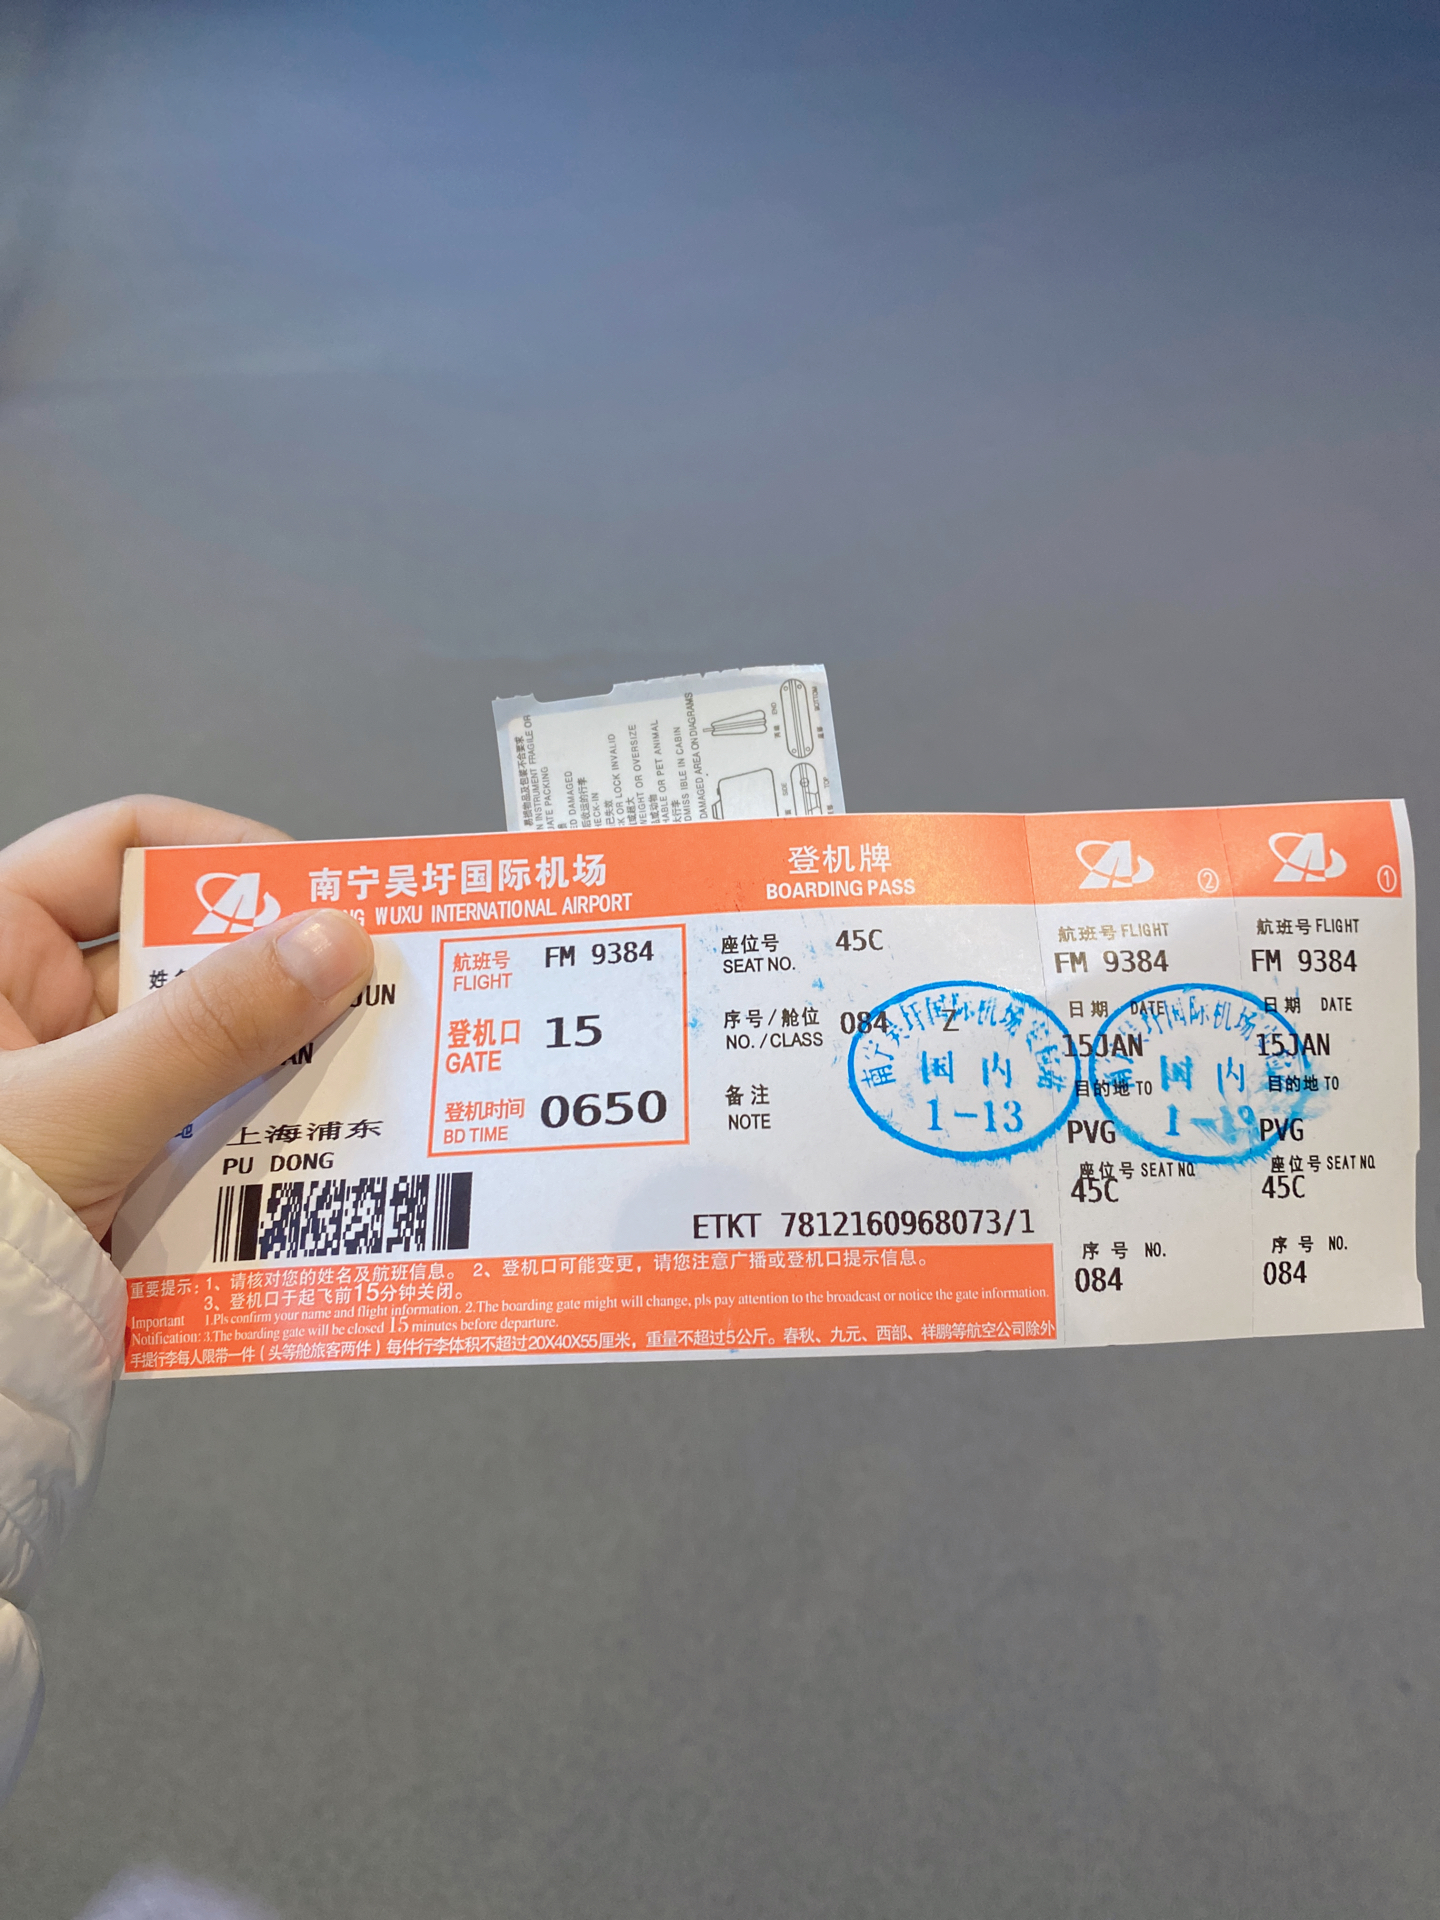 南宁吴圩国际机场
WUXU INTERNATIONAL AIRPORT
登机牌
BOARDING PASS
②
①
航班号
FLIGHT
FM 9384
登机口
GATE
15
登机时间
BD TIME
0650
上海浦东
PU DONG
座位号
SEAT NO.
45C
序号/舱位
NO./CLASS
084 Z
备注
NOTE
国内
1-13
ETKT 7812160968073/1
航班号 FLIGHT
FM 9384
日期 DATE
15JAN
目的地 TO
PVG
座位号 SEAT NO.
45C
序号 NO.
084
航班号 FLIGHT
FM 9384
日期 DATE
15JAN
目的地 TO
PVG
座位号 SEAT NO.
45C
序号 NO.
084
国内
重要提示：1、请核对您的姓名及航班信息。 2、登机口可能变更，请您注意广播或登机口提示信息。
3、登机口于起飞前15分钟关闭。
Important 1.Pls confirm your name and flight information. 2.The boarding gate might will change, pls pay attention to the broadcast or notice the gate information.
Notification: 3.The boarding gate will be closed 15 minutes before departure.
手提行李每人限带一件（头等舱旅客两件）每件行李体积不超过20X40X55厘米，重量不超过5公斤。春秋、九元、西部、祥鹏等航空公司除外